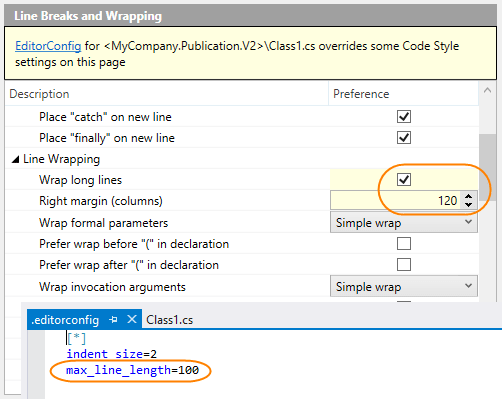 Line Breaks and Wrapping
EditorConfig for <MyCompany.Publication.V2>\Class1.cs overrides some Code Style
settings on this page
Description Preference
Place "catch" on new line
Place "finally" on new line
Line Wrapping
Wrap long lines
Right margin (columns) 120
Wrap formal parameters Simple wrap
Prefer wrap before "(" in declaration
Prefer wrap after "(" in declaration
Wrap invocation arguments Simple wrap
.editorconfig Class1.cs
[*]
indent size=2
max_line_length=100